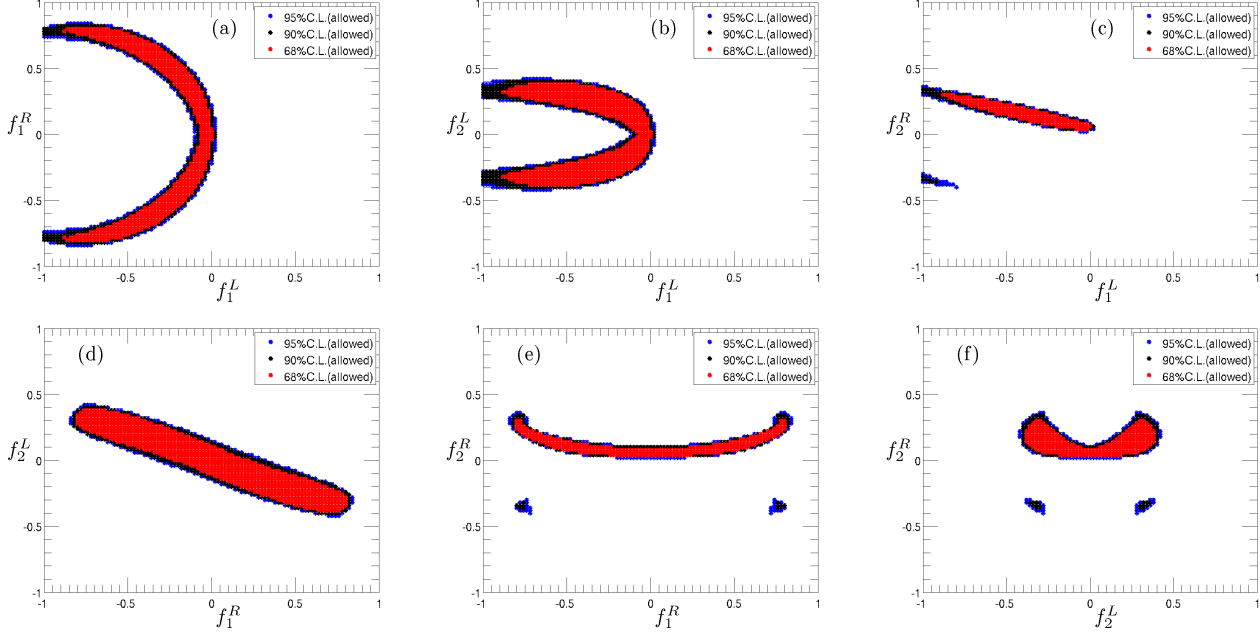 (a)
95%C.L.(allowed)
90%C.L.(allowed)
68%C.L.(allowed)
1
0.5
0
-0.5
-1
f_1^R
-1 -0.5 0 0.5 1
f_1^L
(b)
95%C.L.(allowed)
90%C.L.(allowed)
68%C.L.(allowed)
1
0.5
0
-0.5
-1
f_2^L
-1 -0.5 0 0.5 1
f_1^L
(c)
95%C.L.(allowed)
90%C.L.(allowed)
68%C.L.(allowed)
1
0.5
0
-0.5
-1
f_2^R
-1 -0.5 0 0.5 1
f_1^L
(d)
95%C.L.(allowed)
90%C.L.(allowed)
68%C.L.(allowed)
1
0.5
0
-0.5
-1
f_2^L
-1 -0.5 0 0.5 1
f_1^R
(e)
95%C.L.(allowed)
90%C.L.(allowed)
68%C.L.(allowed)
1
0.5
0
-0.5
-1
f_2^R
-1 -0.5 0 0.5 1
f_1^R
(f)
95%C.L.(allowed)
90%C.L.(allowed)
68%C.L.(allowed)
1
0.5
0
-0.5
-1
f_2^R
-1 -0.5 0 0.5 1
f_2^L